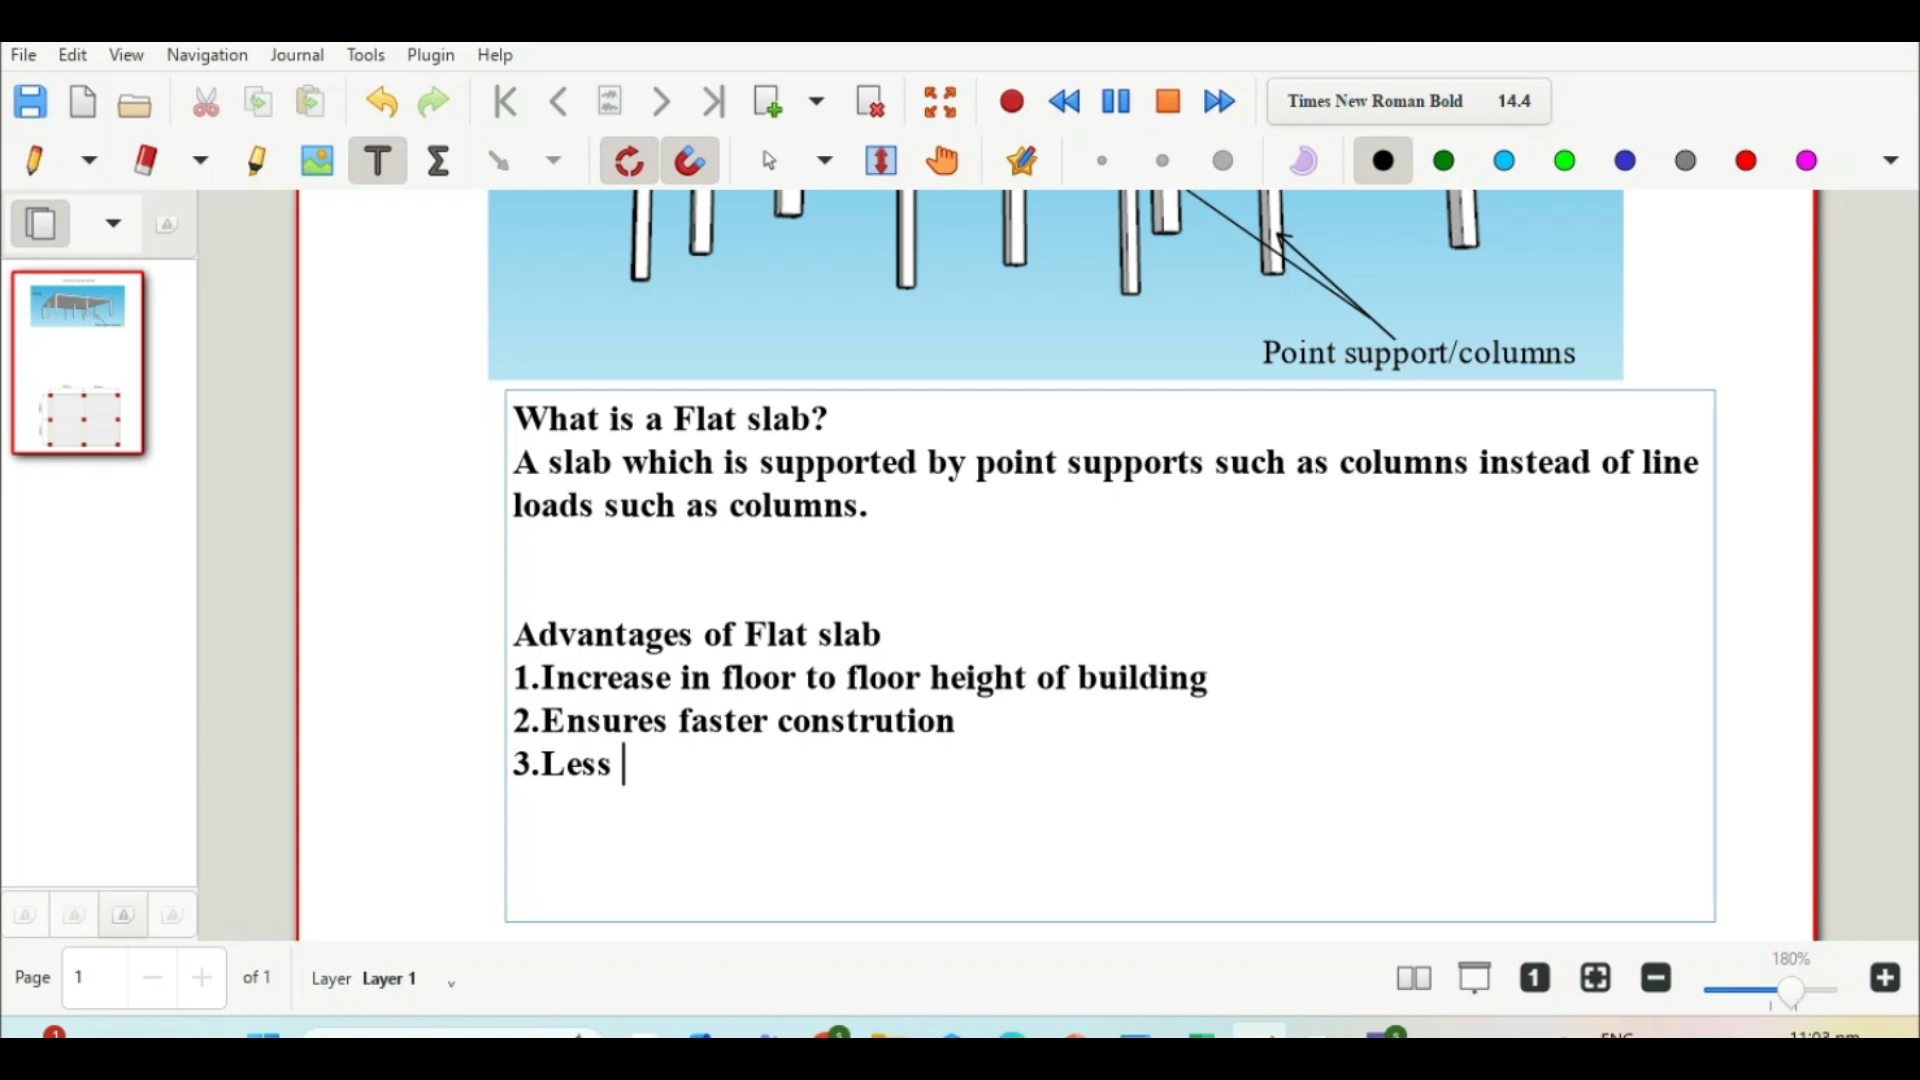 File Edit View Navigation Journal Tools Plugin Help
Times New Roman Bold 14.4
Point support/columns
What is a Flat slab?
A slab which is supported by point supports such as columns instead of line
loads such as columns.
Advantages of Flat slab
1.Increase in floor to floor height of building
2.Ensures faster constrution
3.Less
Page 1 of 1 Layer Layer 1
180%